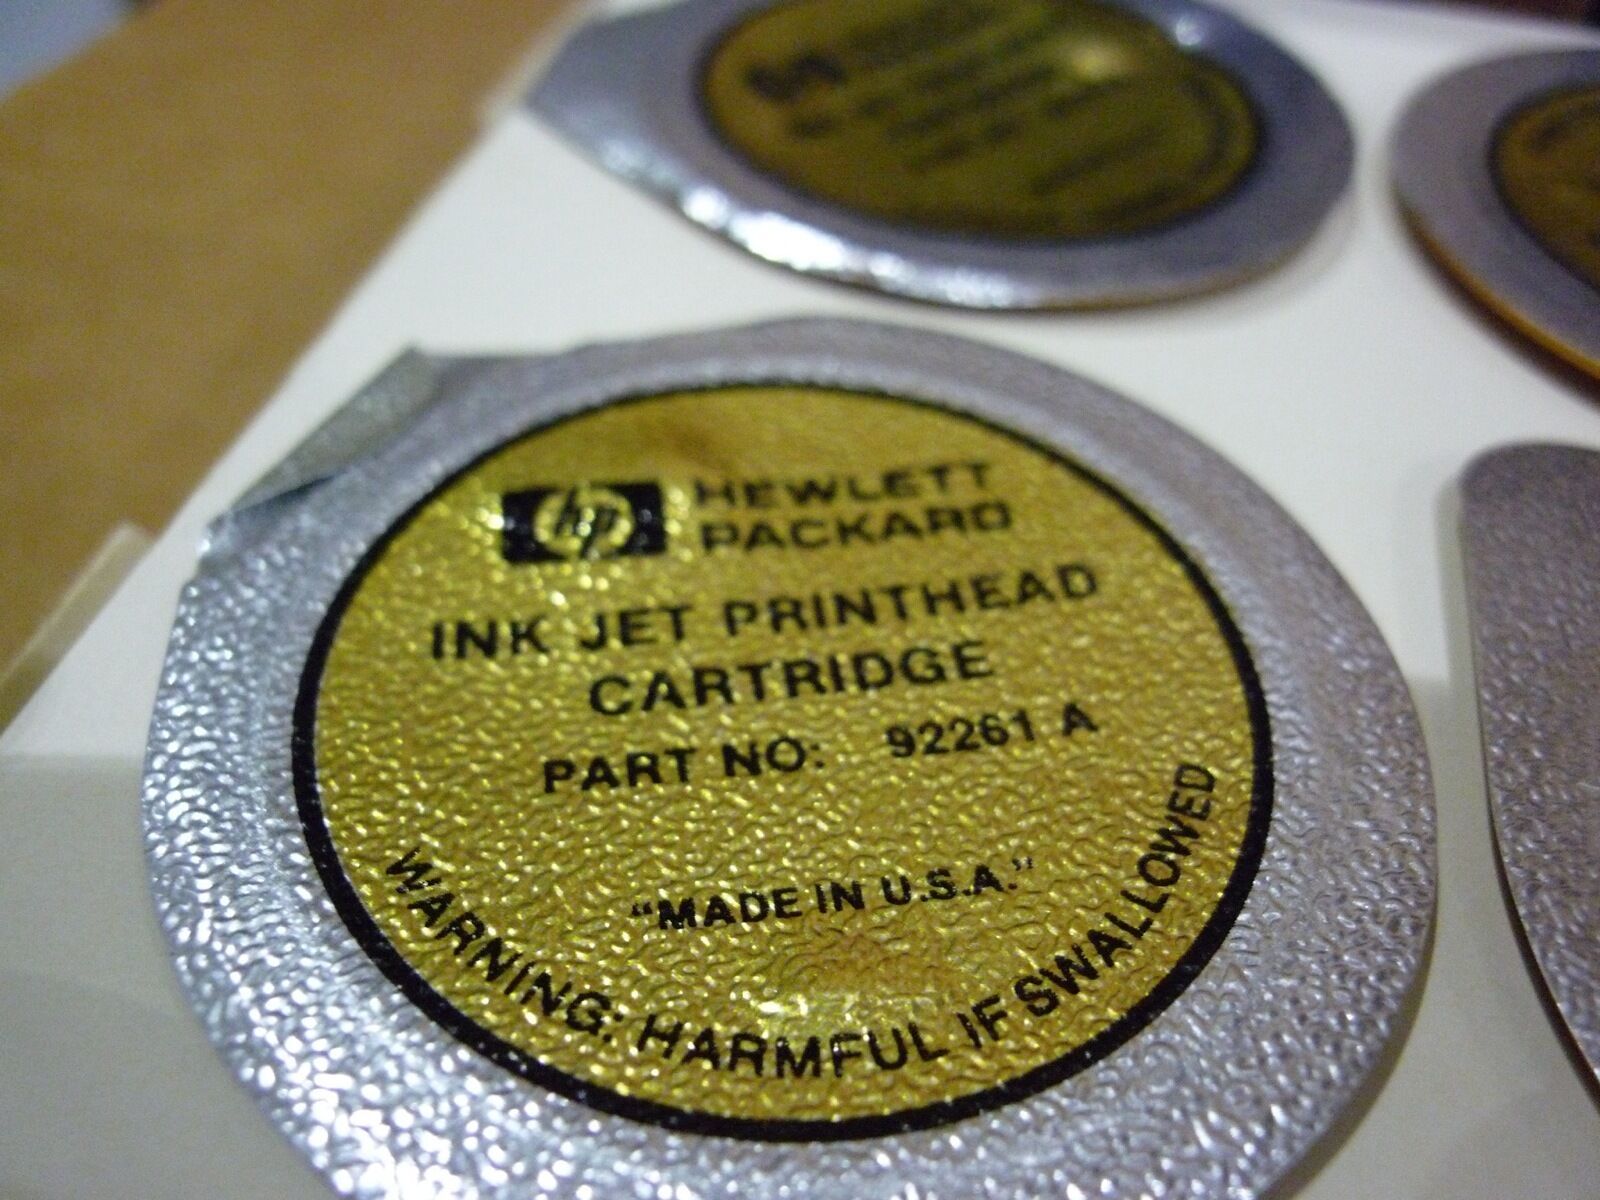 hp HEWLETT
PACKARD
INK JET PRINTHEAD
CARTRIDGE
PART NO: 92261 A
"MADE IN U.S.A."
WARNING: HARMFUL IF SWALLOWED